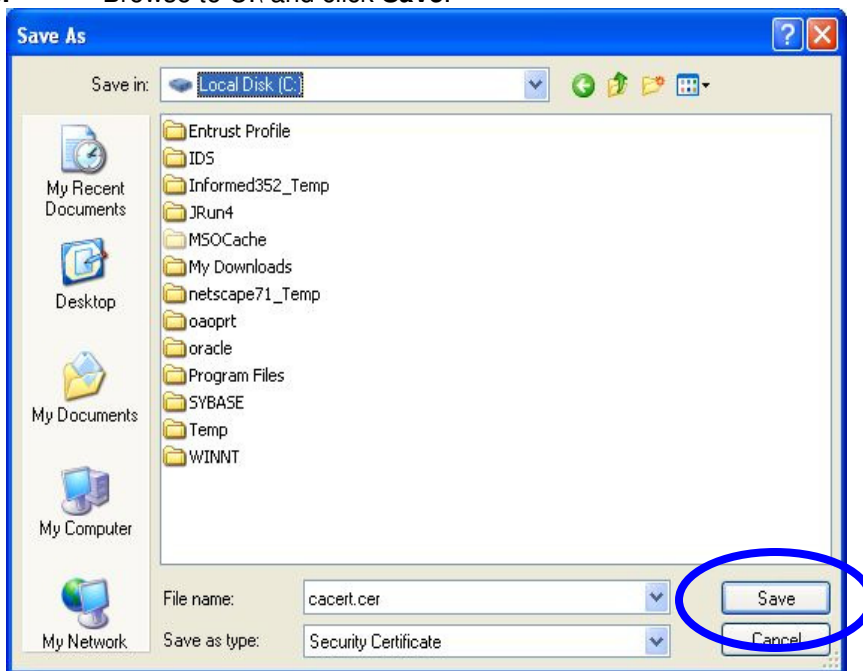 Browse to C:\ and click Save.
Save As
Save in:
Local Disk (C:)
My Recent
Documents
Desktop
My Documents
My Computer
My Network
Entrust Profile
IDS
Informed352_Temp
JRun4
MSOCache
My Downloads
netscape71_Temp
oaoprt
oracle
Program Files
SYBASE
Temp
WINNT
File name:
cacert.cer
Save
Save as type:
Security Certificate
Cancel